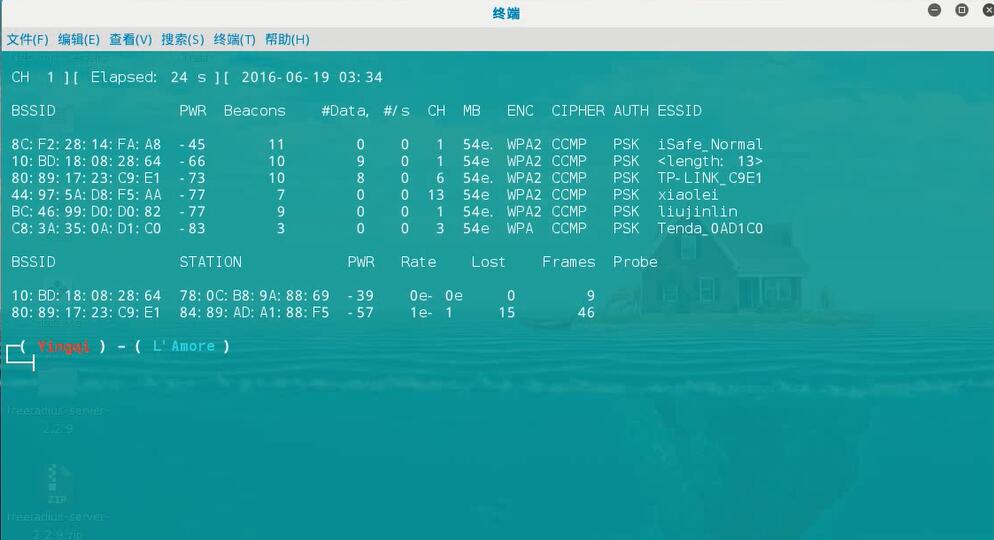 终端
文件(F) 编辑(E) 查看(V) 搜索(S) 终端(T) 帮助(H)
CH 1 ][ Elapsed: 24 s ][ 2016-06-19 03:34
BSSID PWR Beacons #Data, #/s CH MB ENC CIPHER AUTH ESSID
8C:F2:28:14:FA:A8 -45 11 0 0 1 54e. WPA2 CCMP PSK iSafe_Normal
10:BD:18:08:28:64 -66 10 9 0 1 54e. WPA2 CCMP PSK <length: 13>
80:89:17:23:C9:E1 -73 10 8 0 6 54e. WPA2 CCMP PSK TP-LINK_C9E1
44:97:5A:D8:F5:AA -77 7 0 0 13 54e WPA2 CCMP PSK xiaolei
BC:46:99:D0:D0:82 -77 9 0 0 1 54e. WPA2 CCMP PSK liujinlin
C8:3A:35:0A:D1:C0 -83 3 0 0 3 54e WPA CCMP PSK Tenda_0AD1C0
BSSID STATION PWR Rate Lost Frames Probe
10:BD:18:08:28:64 78:0C:B8:9A:88:69 -39 0e- 0e 0 9
80:89:17:23:C9:E1 84:89:AD:A1:88:F5 -57 1e- 1 15 46
( Yingqi ) - ( L'Amore )
freeradius-server-
2.2.9
ZIP
freeradius-server-
2.2.9.zip